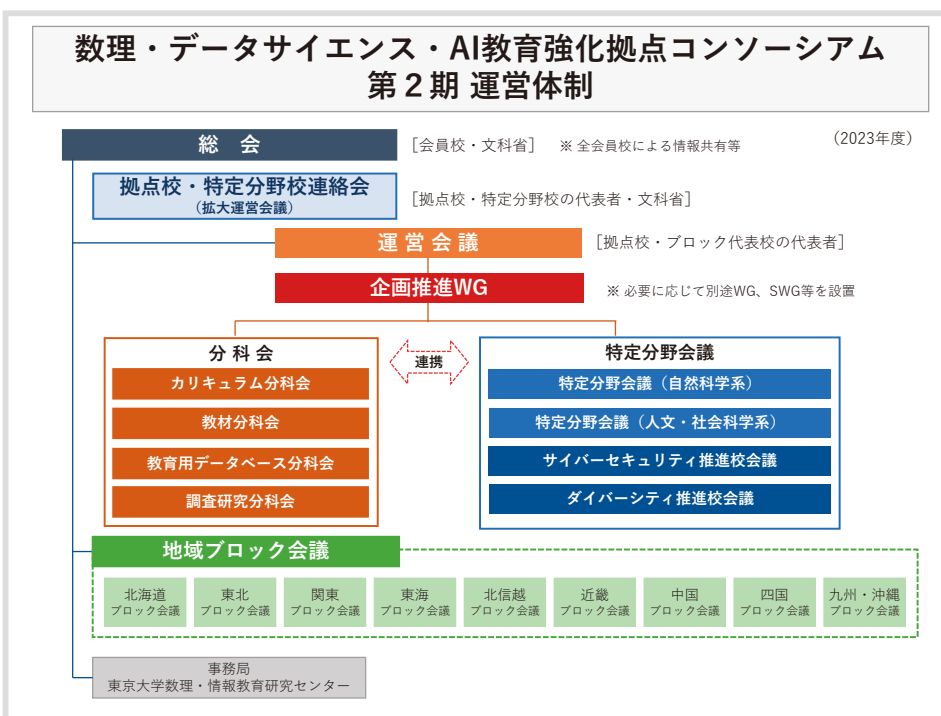 数理・データサイエンス・AI教育強化拠点コンソーシアム
第２期 運営体制
（2023年度）
総　会
［会員校・文科省］　※ 全会員校による情報共有等
拠点校・特定分野校連絡会
（拡大運営会議）
［拠点校・特定分野校の代表者・文科省］
運営会議
［拠点校・ブロック代表校の代表者］
企画推進WG
※ 必要に応じて別途WG、SWG等を設置
分科会
カリキュラム分科会
教材分科会
教育用データベース分科会
調査研究分科会
連携
特定分野会議
特定分野会議（自然科学系）
特定分野会議（人文・社会科学系）
サイバーセキュリティ推進校会議
ダイバーシティ推進校会議
地域ブロック会議
北海道
ブロック会議
東北
ブロック会議
関東
ブロック会議
東海
ブロック会議
北信越
ブロック会議
近畿
ブロック会議
中国
ブロック会議
四国
ブロック会議
九州・沖縄
ブロック会議
事務局
東京大学数理・情報教育研究センター